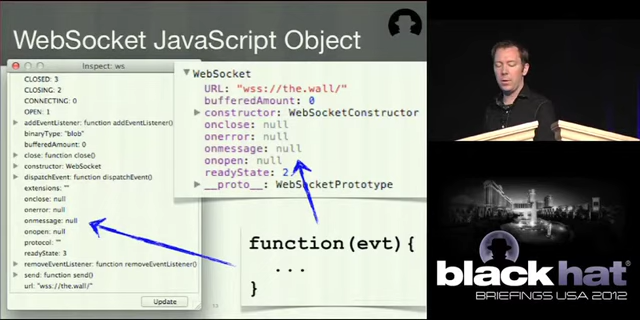 WebSocket JavaScript Object
Inspect: ws
CLOSED: 3
CLOSING: 2
CONNECTING: 0
OPEN: 1
addEventListener: function addEventListener()
binaryType: "blob"
bufferedAmount: 0
close: function close()
constructor: WebSocket
dispatchEvent: function dispatchEvent()
extensions: ""
onclose: null
onerror: null
onmessage: null
onopen: null
protocol: ""
readyState: 3
removeEventListener: function removeEventListener()
send: function send()
url: "wss://the.wall/"
Update
WebSocket
URL: "wss://the.wall/"
bufferedAmount: 0
constructor: WebSocketConstructor
onclose: null
onerror: null
onmessage: null
onopen: null
readyState: 2
__proto__: WebSocketPrototype
function(evt){
...
}
black hat
BRIEFINGS USA 2012